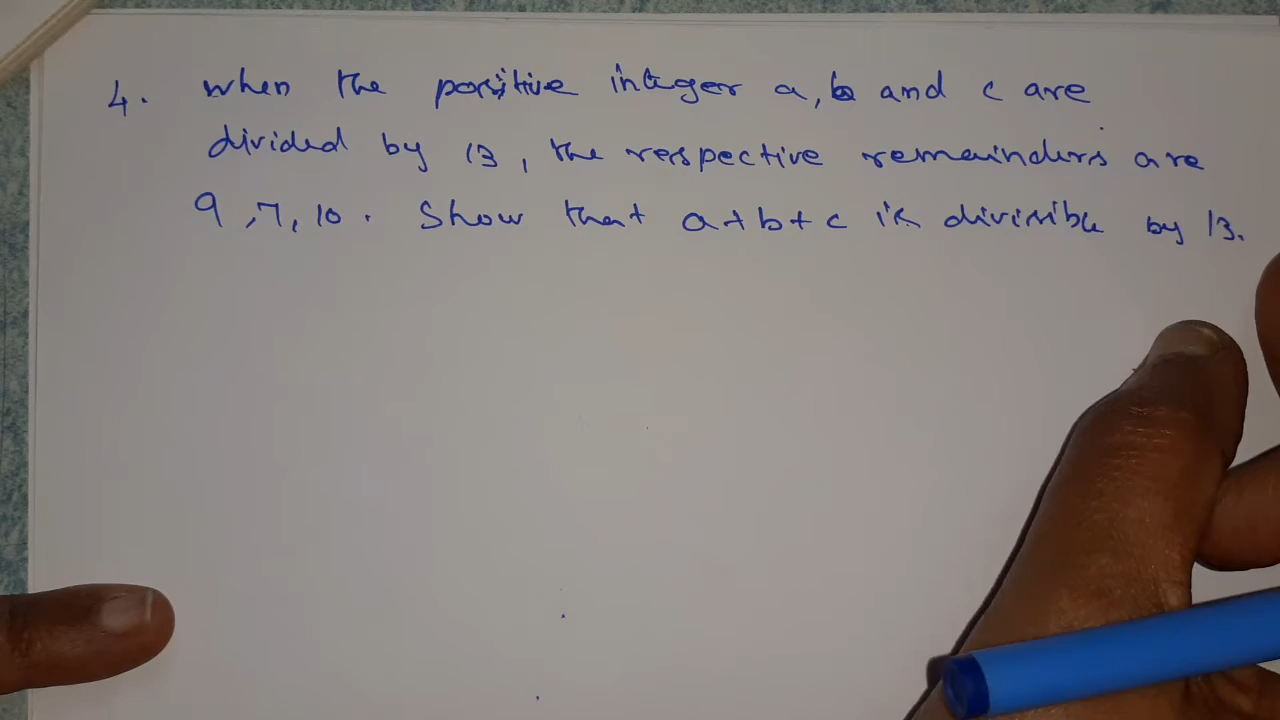 4. when the positive integer a, b and c are
divided by 13, the respective remainders are
9, 7, 10. Show that a + b + c is divisible by 13.